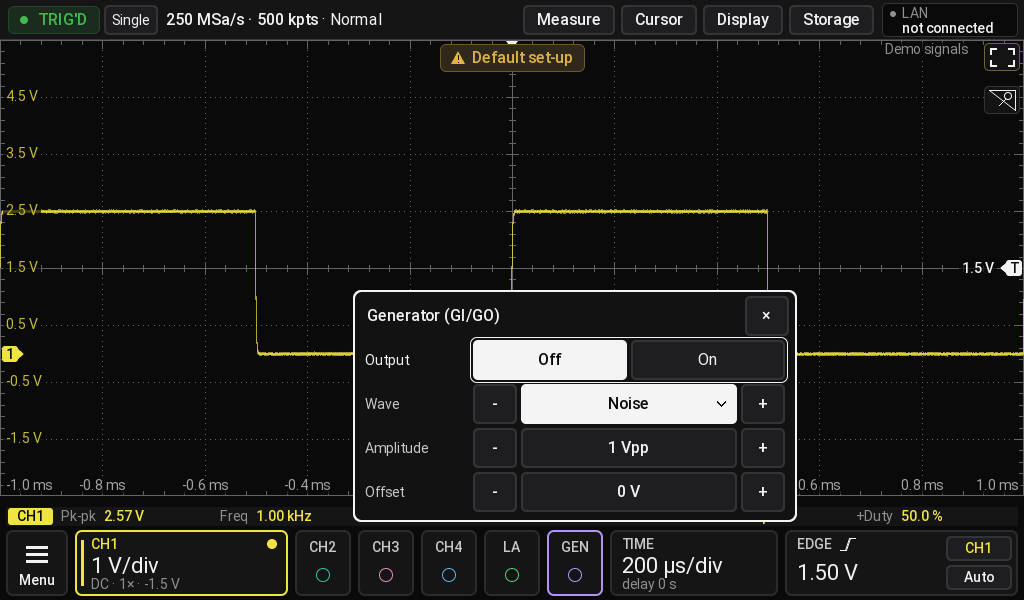 TRIG'D
Single
250 MSa/s · 500 kpts · Normal
Measure
Cursor
Display
Storage
LAN
not connected
Demo signals
Default set-up
4.5 V
3.5 V
2.5 V
1.5 V
0.5 V
-0.5 V
-1.5 V
1.5 V
T
1
Generator (GI/GO)
×
Output
Off
On
Wave
-
Noise
+
Amplitude
-
1 Vpp
+
Offset
-
0 V
+
-1.0 ms
-0.8 ms
-0.6 ms
-0.4 ms
0.6 ms
0.8 ms
1.0 ms
CH1
Pk-pk 2.57 V
Freq 1.00 kHz
+Duty 50.0 %
Menu
CH1
1 V/div
DC · 1× · -1.5 V
CH2
CH3
CH4
LA
GEN
TIME
200 µs/div
delay 0 s
EDGE
1.50 V
CH1
Auto